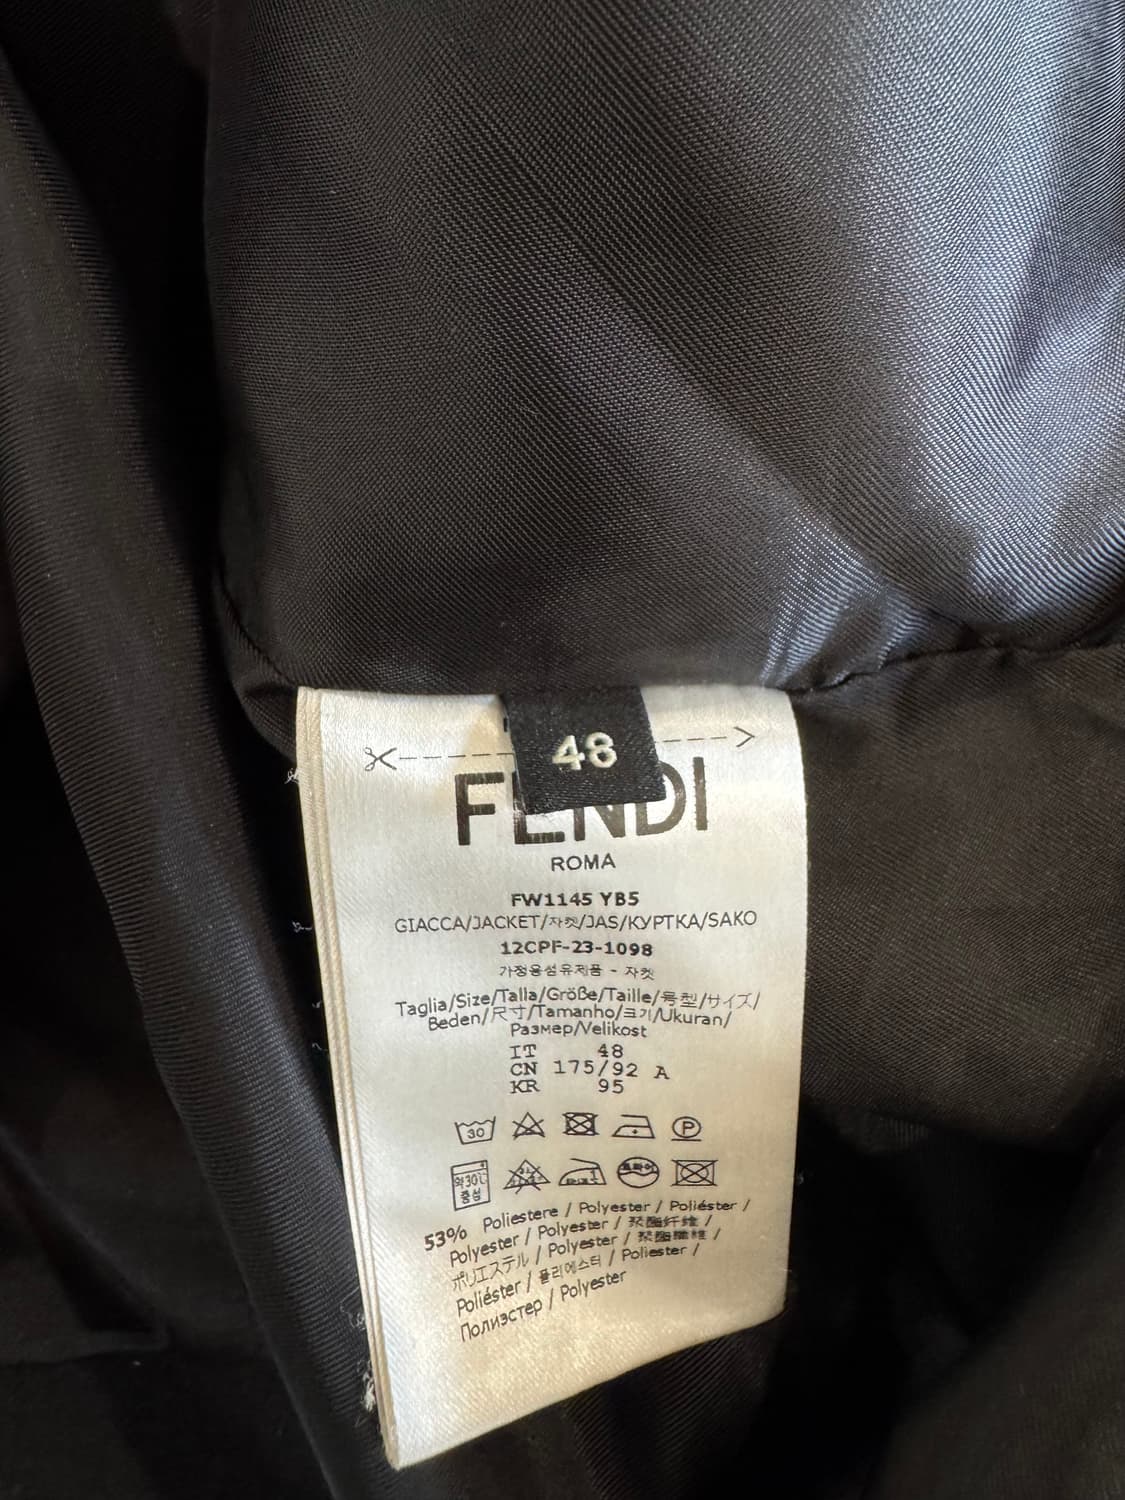 48
FENDI
ROMA
FW1145 YB5
GIACCA/JACKET/자켓/JAS/КУРТКА/SAKO
12CPF-23-1098
가정용섬유제품 - 자켓
Taglia/Size/Talla/Größe/Taille/号型/サイズ/
Beden/尺寸/Tamanho/크기/Ukuran/
Размер/Velikost
IT 48
CN 175/92 A
KR 95
30 P
약30℃
중성
53% Poliestere / Polyester / Poliéster /
Polyester / Polyester / 聚酯纤维 /
ポリエステル / Polyester / 聚酯纖維 /
Poliéster / 폴리에스터 / Poliester /
Полиэстер / Polyester